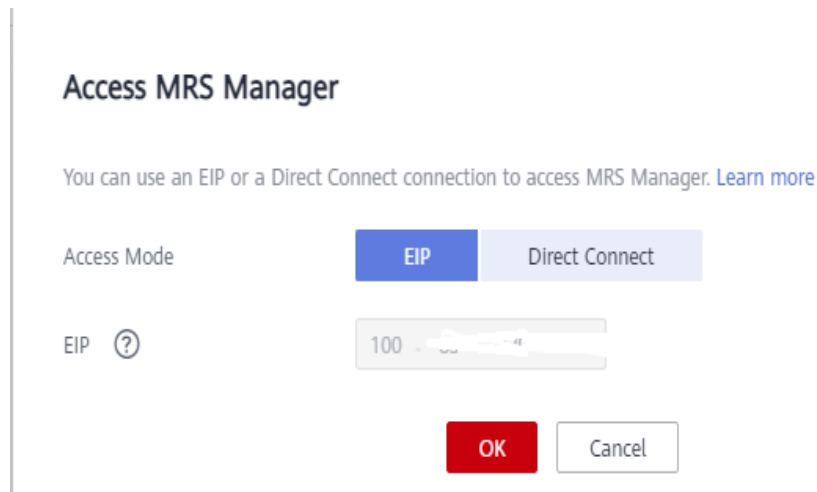 Access MRS Manager
You can use an EIP or a Direct Connect connection to access MRS Manager. Learn more
Access Mode EIP Direct Connect
EIP ? 100
OK Cancel